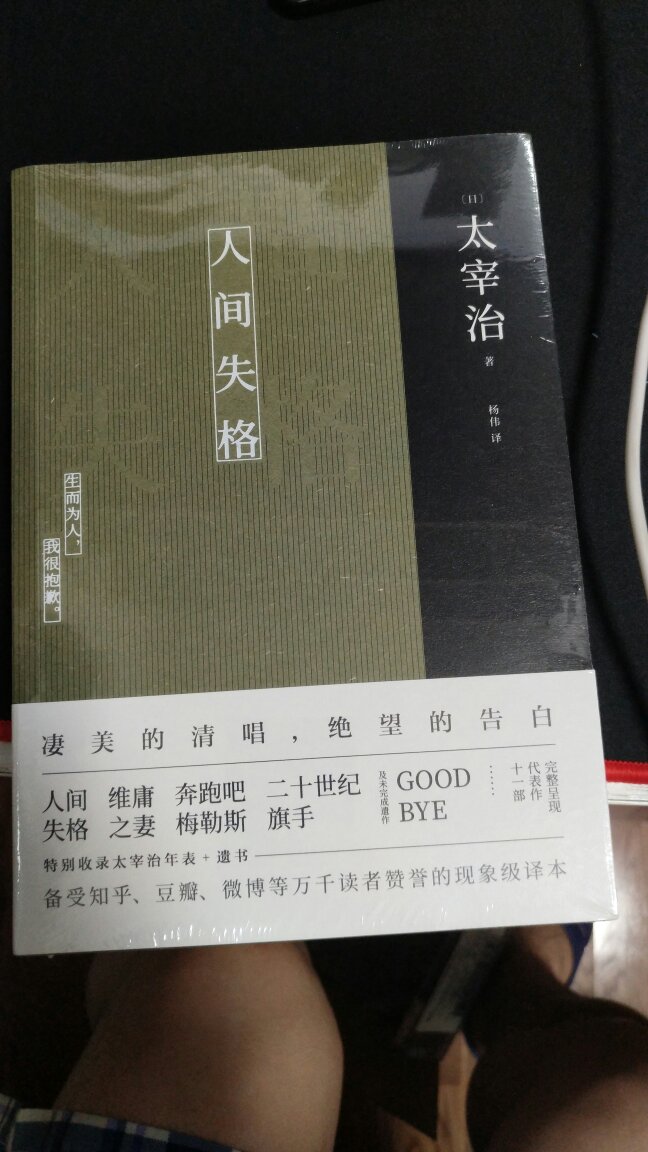 人间失格
〔日〕
太宰治
著
杨伟 译
生而为人，
我很抱歉。
凄美的清唱，绝望的告白
人间失格
维庸之妻
奔跑吧梅勒斯
二十世纪旗手
及未完成遗作
GOOD
BYE
……
完整呈现
代表作
十一部
特别收录太宰治年表+遗书
备受知乎、豆瓣、微博等万千读者赞誉的现象级译本